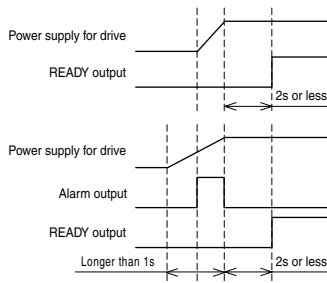 Power supply for drive
READY output
2s or less
Power supply for drive
Alarm output
READY output
Longer than 1s
2s or less